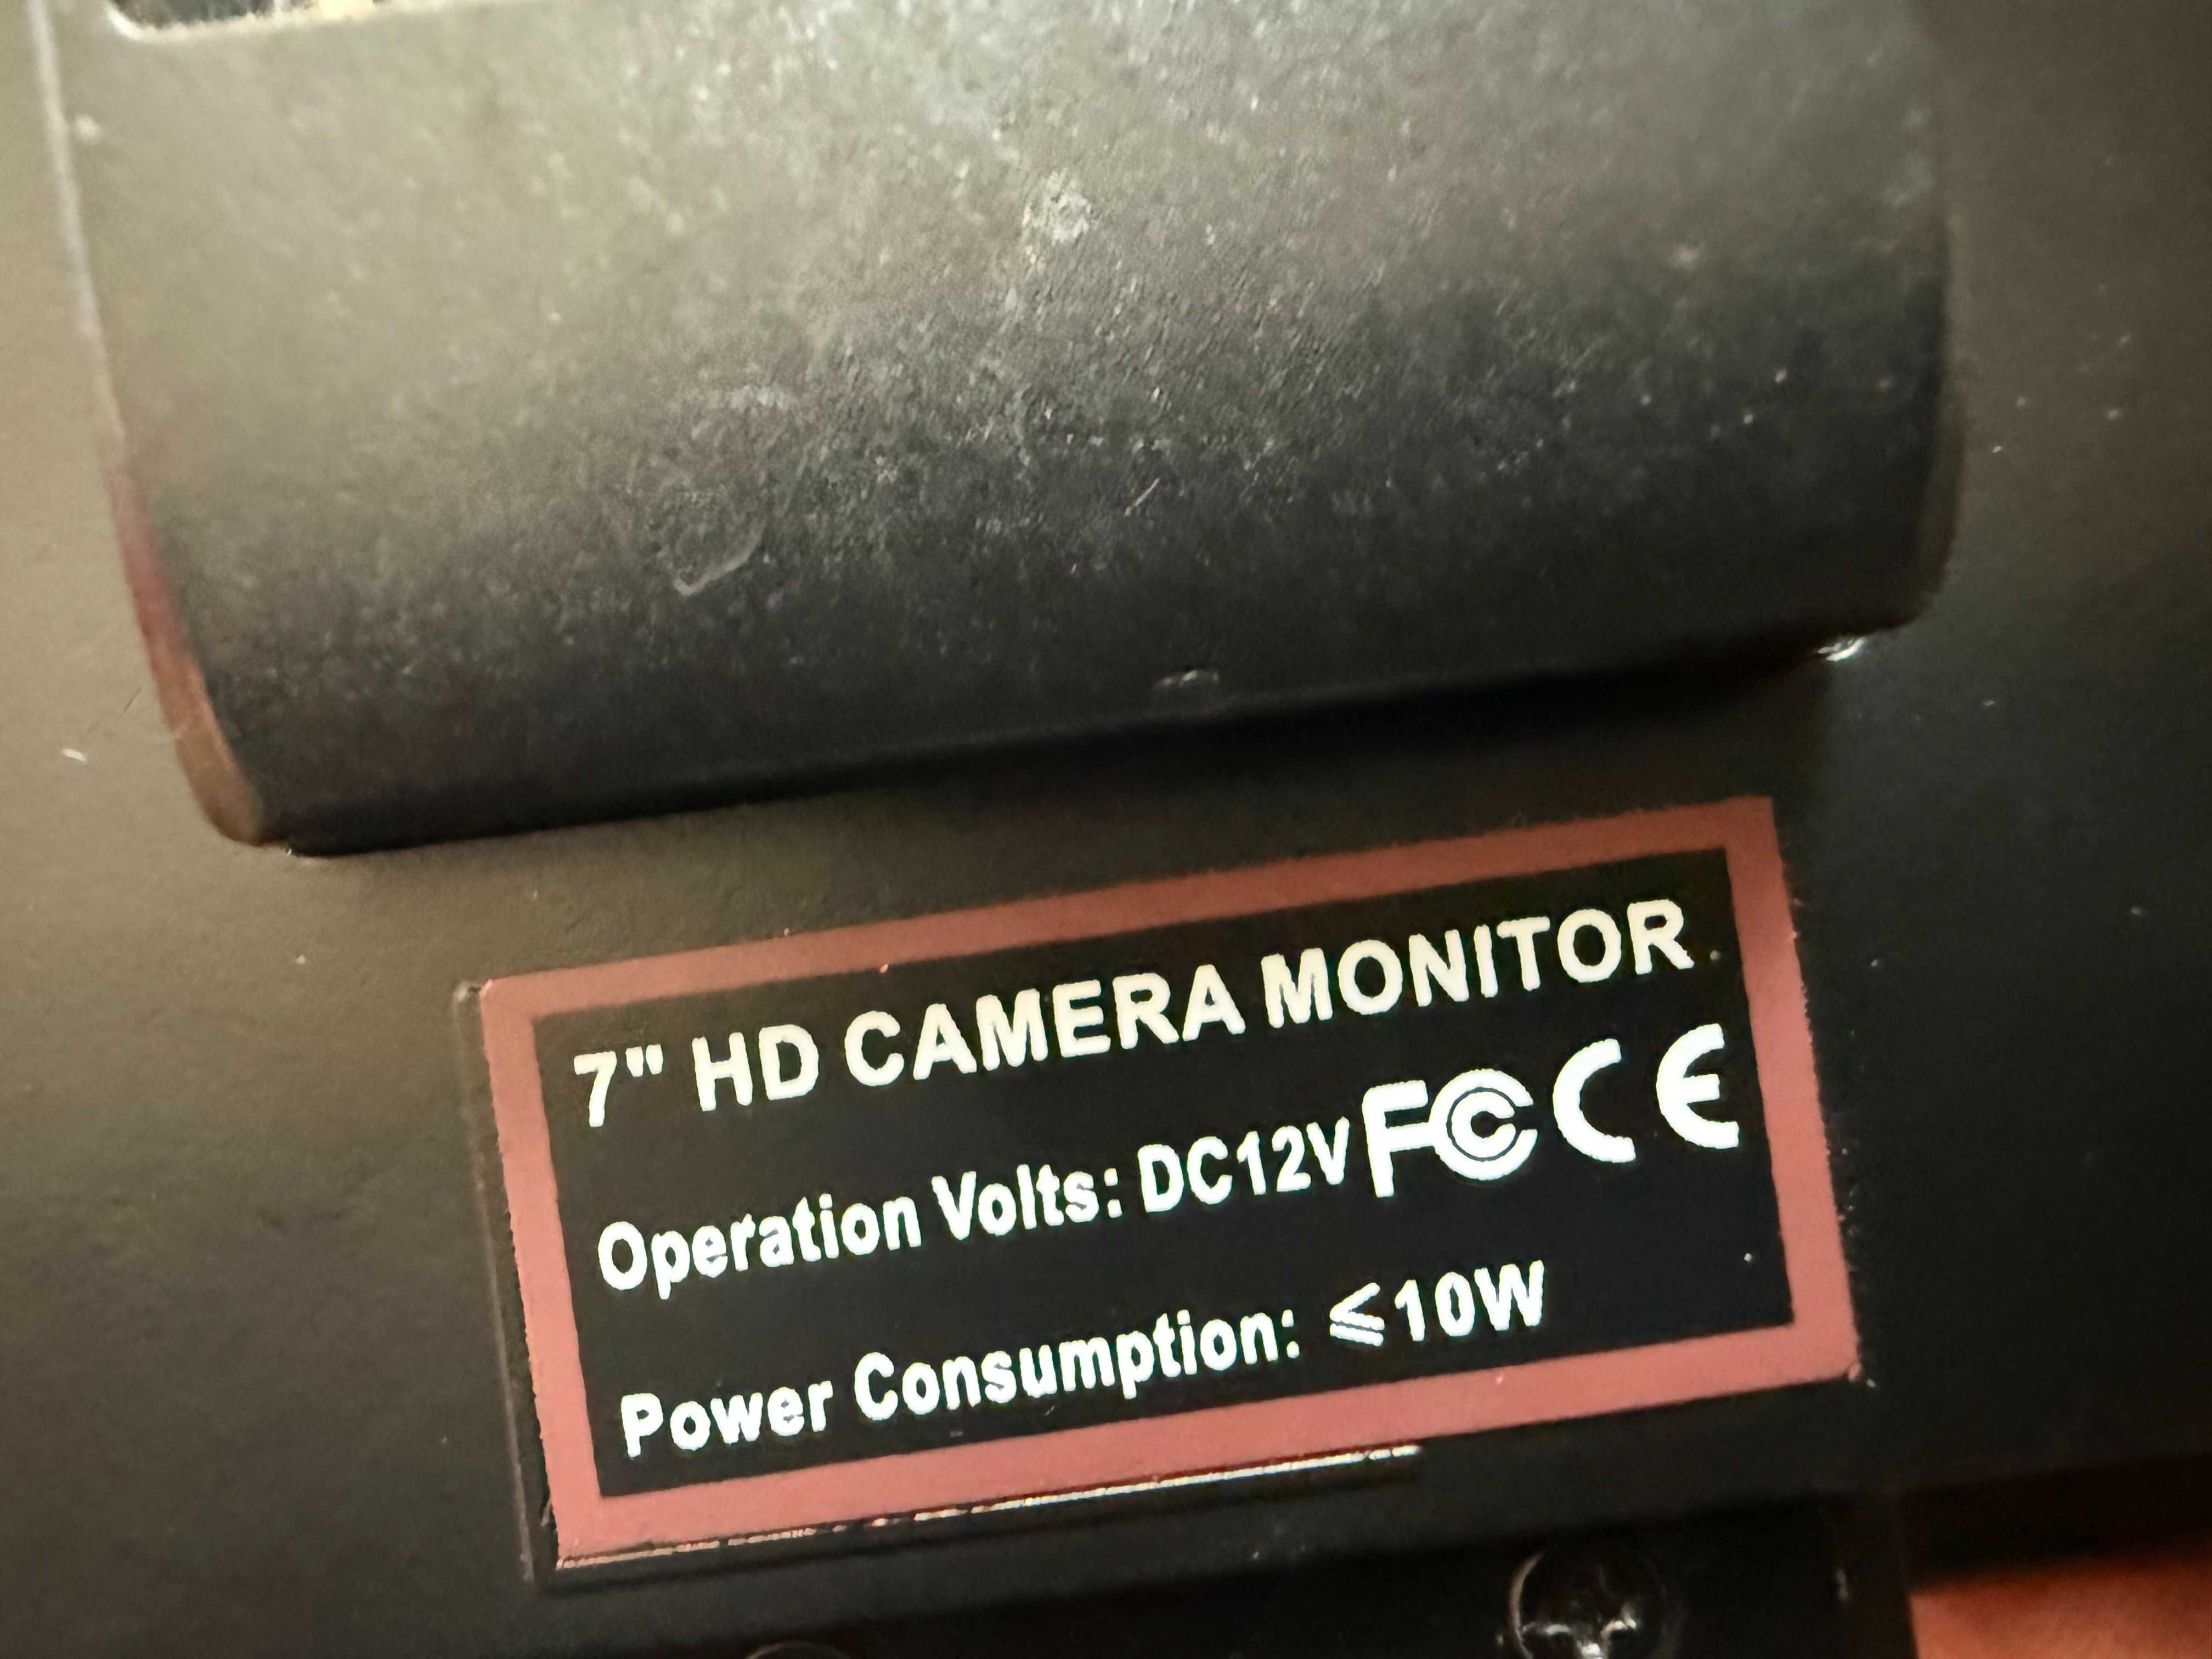 7" HD CAMERA MONITOR
Operation Volts: DC12V FC CE
Power Consumption: ≦10W